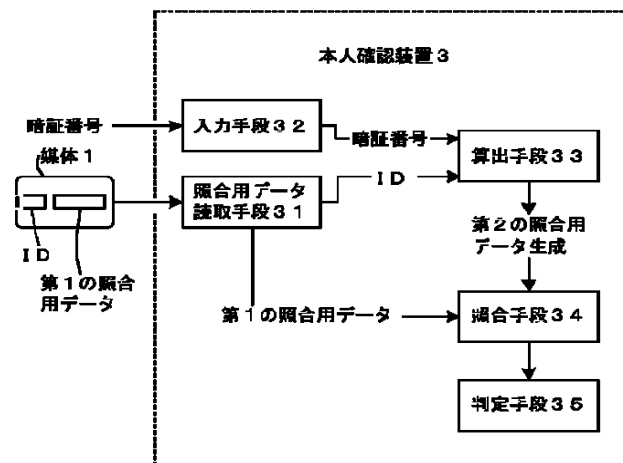 本人確認装置3
暗証番号
入力手段32
暗証番号
算出手段33
媒体1
照合用データ
読取手段31
ID
ID
第1の照合
用データ
第2の照合用
データ生成
第1の照合用データ
照合手段34
判定手段35